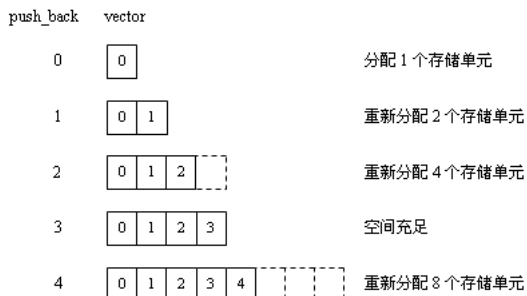 push_back vector
0 0 分配 1 个存储单元
1 0 1 重新分配 2 个存储单元
2 0 1 2 重新分配 4 个存储单元
3 0 1 2 3 空间充足
4 0 1 2 3 4 重新分配 8 个存储单元